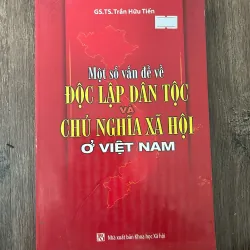 GS.TS. Trần Hữu Tiến
Một số vấn đề về
ĐỘC LẬP DÂN TỘC
VÀ
CHỦ NGHĨA XÃ HỘI
Ở VIỆT NAM
Nhà xuất bản Khoa học Xã hội